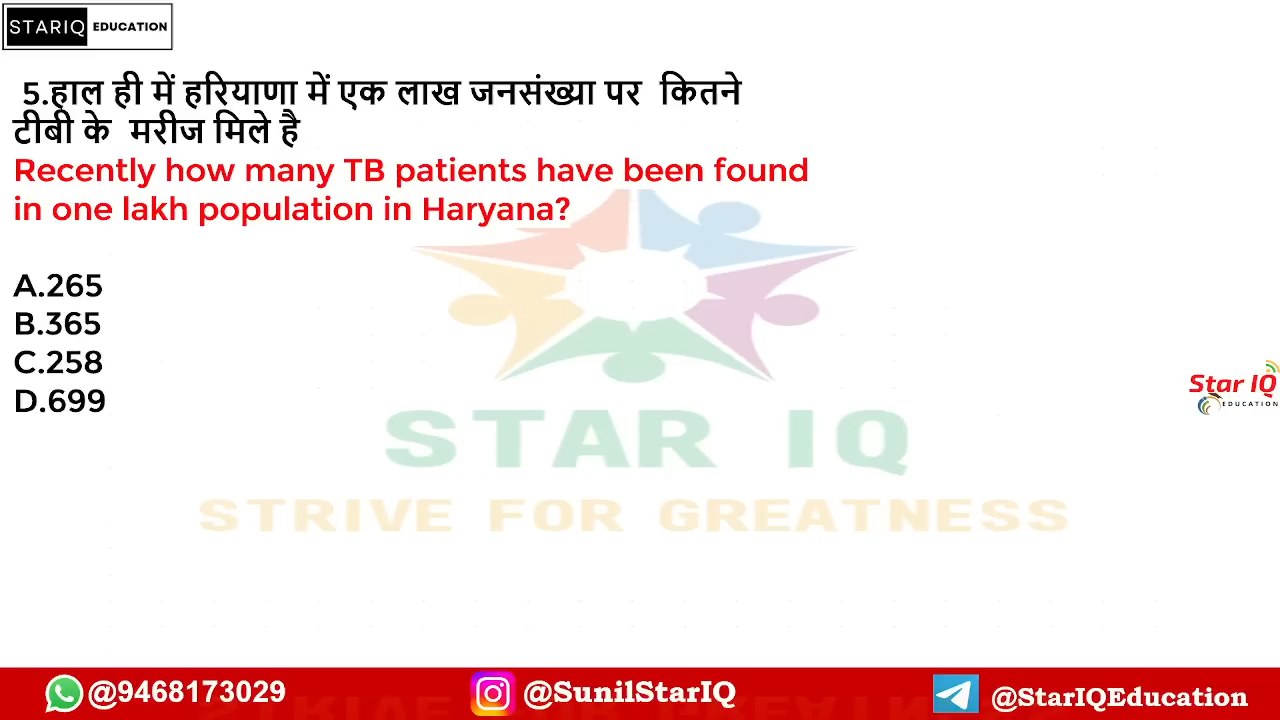 STARIQ EDUCATION
5.हाल ही में हरियाणा में एक लाख जनसंख्या पर कितने
टीबी के मरीज मिले है
Recently how many TB patients have been found
in one lakh population in Haryana?
A.265
B.365
C.258
D.699
Star IQ
EDUCATION
STAR IQ
STRIVE FOR GREATNESS
@9468173029 @SunilStarIQ @StarIQEducation